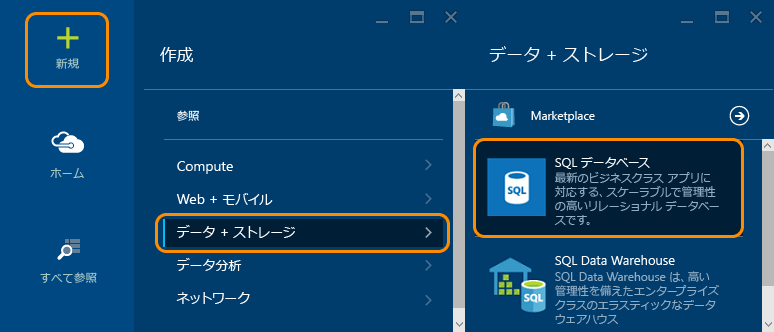 新規
ホーム
すべて参照
作成
参照
Compute
Web + モバイル
データ + ストレージ
データ分析
ネットワーク
データ + ストレージ
Marketplace
SQL
SQL データベース
最新のビジネスクラス アプリに
対応する、スケーラブルで管理性
の高いリレーショナル データベー
スです。
SQL
SQL Data Warehouse
SQL Data Warehouse は、高い
管理性を備えたエンタープライズ
クラスのエラスティックなデータ
ウェアハウス